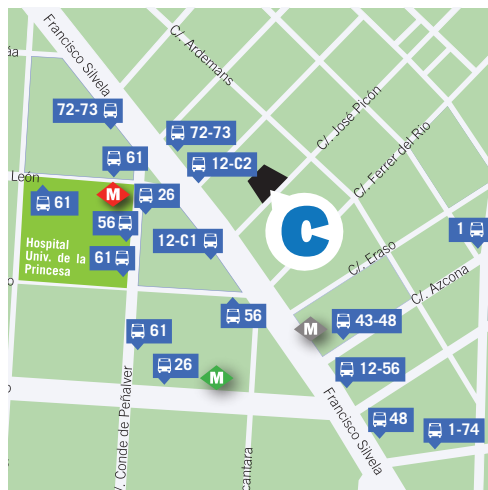 Francisco Silvela
C/. Ardemans
C/. José Picón
C/. Ferrer del Rio
72-73
72-73
61
12-C2
León
M
61
26
56
C
1
Hospital
Univ. de la
Princesa
61
12-C1
C/. Eraso
C/. Azcona
56
61
M
43-48
26
M
12-56
/. Conde de Peñalver
cantara
Francisco Silvela
48
1-74